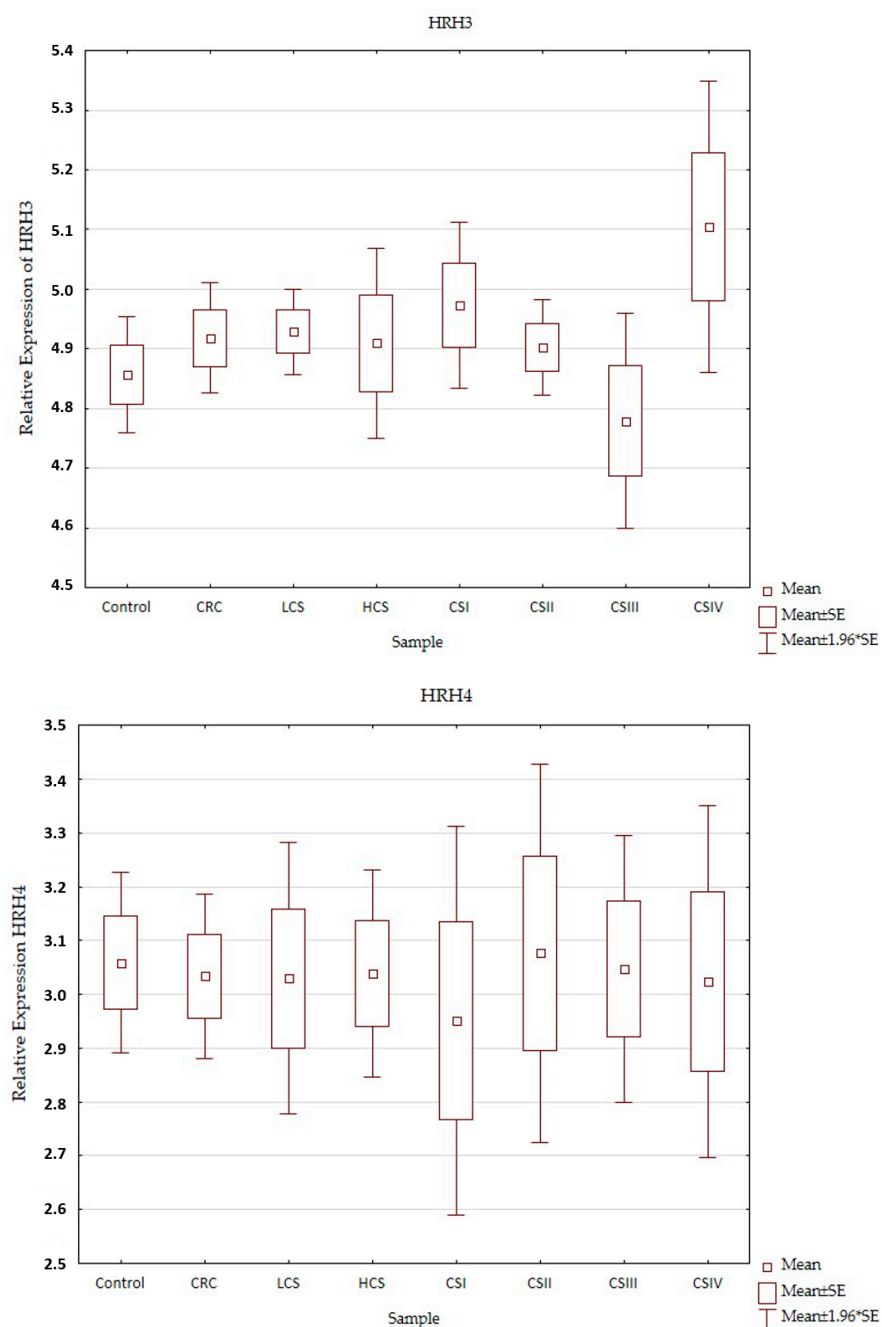 HRH3
Relative Expression of HRH3
5.4
5.3
5.2
5.1
5.0
4.9
4.8
4.7
4.6
4.5
Control CRC LCS HCS CSI CSII CSIII CSIV
Sample
Mean
Mean±SE
Mean±1.96*SE
HRH4
Relative Expression HRH4
3.5
3.4
3.3
3.2
3.1
3.0
2.9
2.8
2.7
2.6
2.5
Control CRC LCS HCS CSI CSII CSIII CSIV
Sample
Mean
Mean±SE
Mean±1.96*SE